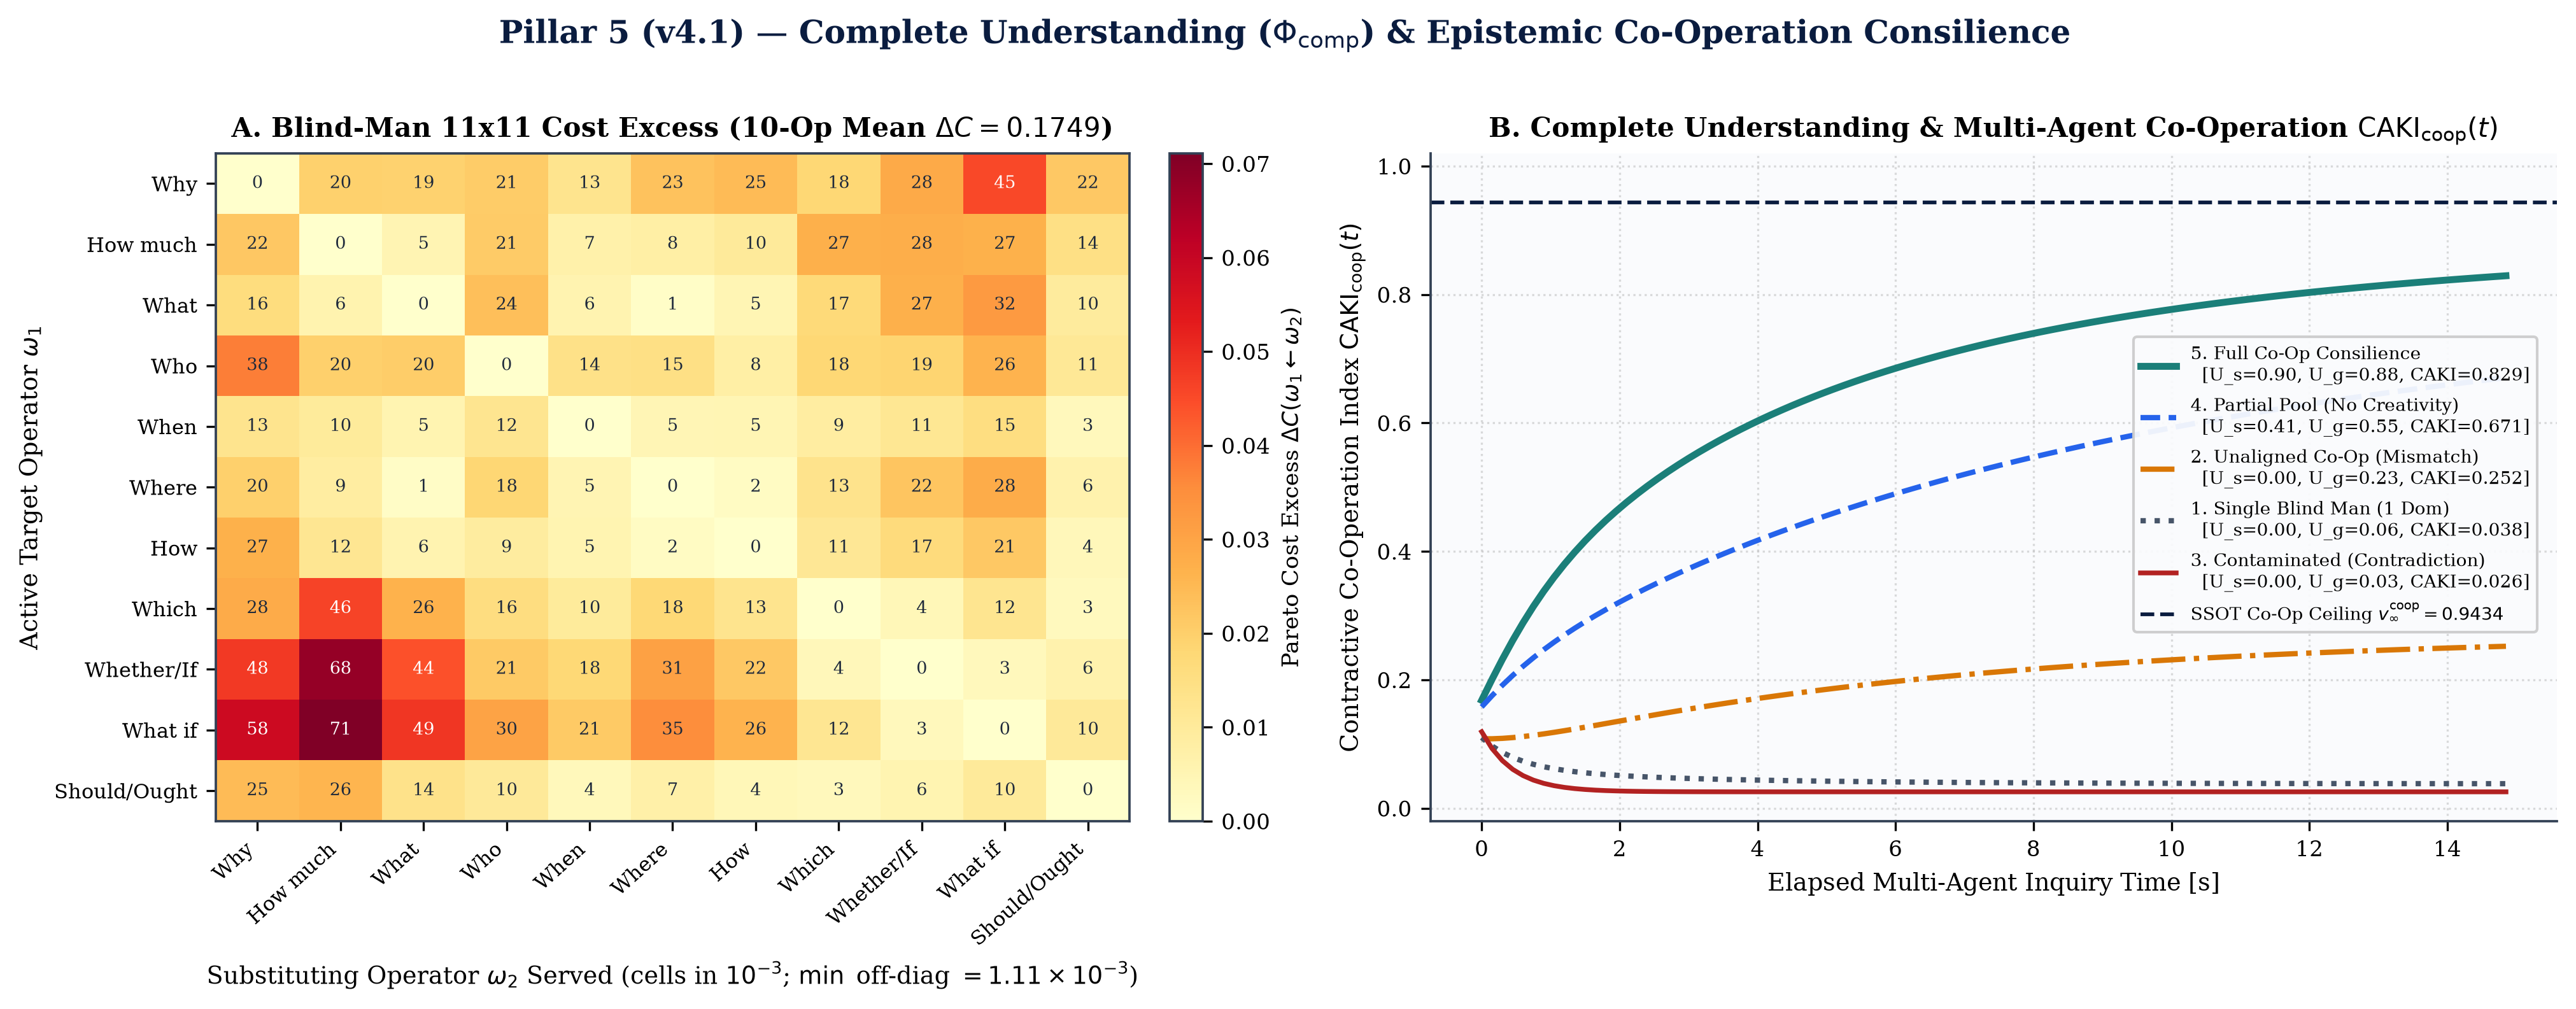 Pillar 5 (v4.1) — Complete Understanding (Φcomp) & Epistemic Co-Operation Consilience
A. Blind-Man 11x11 Cost Excess (10-Op Mean ΔC = 0.1749)
Active Target Operator ω1
Why 0 20 19 21 13 23 25 18 28 45 22
How much 22 0 5 21 7 8 10 27 28 27 14
What 16 6 0 24 6 1 5 17 27 32 10
Who 38 20 20 0 14 15 8 18 19 26 11
When 13 10 5 12 0 5 5 9 11 15 3
Where 20 9 1 18 5 0 2 13 22 28 6
How 27 12 6 9 5 2 0 11 17 21 4
Which 28 46 26 16 10 18 13 0 4 12 3
Whether/If 48 68 44 21 18 31 22 4 0 3 6
What if 58 71 49 30 21 35 26 12 3 0 10
Should/Ought 25 26 14 10 4 7 4 3 6 10 0
Why How much What Who When Where How Which Whether/If What if Should/Ought
Substituting Operator ω2 Served (cells in 10−3; min off-diag = 1.11 × 10−3)
0.07
0.06
0.05
0.04
0.03
0.02
0.01
0.00
Pareto Cost Excess ΔC(ω1 ← ω2)
B. Complete Understanding & Multi-Agent Co-Operation CAKIcoop(t)
Contractive Co-Operation Index CAKIcoop(t)
1.0
0.8
0.6
0.4
0.2
0.0
5. Full Co-Op Consilience
[U_s=0.90, U_g=0.88, CAKI=0.829]
4. Partial Pool (No Creativity)
[U_s=0.41, U_g=0.55, CAKI=0.671]
2. Unaligned Co-Op (Mismatch)
[U_s=0.00, U_g=0.23, CAKI=0.252]
1. Single Blind Man (1 Dom)
[U_s=0.00, U_g=0.06, CAKI=0.038]
3. Contaminated (Contradiction)
[U_s=0.00, U_g=0.03, CAKI=0.026]
SSOT Co-Op Ceiling v∞coop = 0.9434
0 2 4 6 8 10 12 14
Elapsed Multi-Agent Inquiry Time [s]